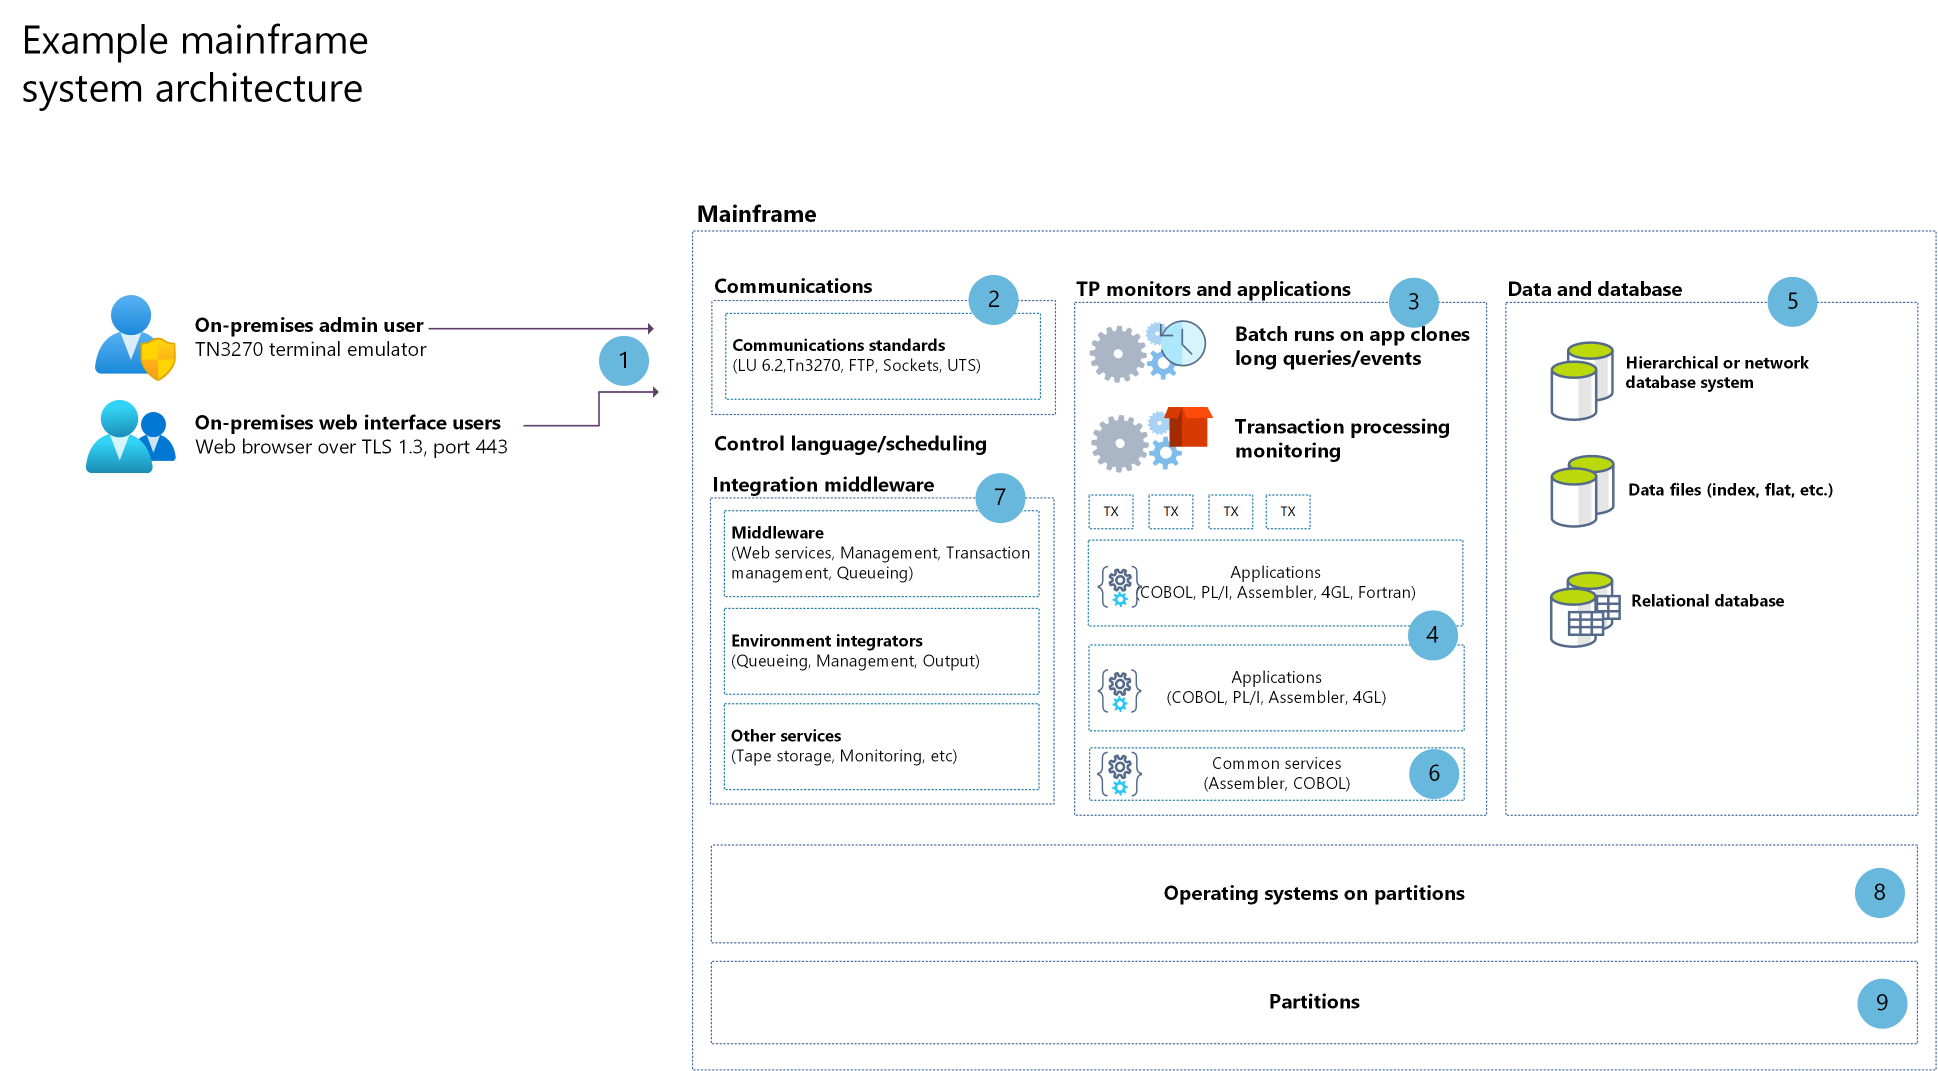 Example mainframe
system architecture
On-premises admin user
TN3270 terminal emulator
1
On-premises web interface users
Web browser over TLS 1.3, port 443
Mainframe
Communications
2
Communications standards
(LU 6.2,Tn3270, FTP, Sockets, UTS)
Control language/scheduling
Integration middleware
7
Middleware
(Web services, Management, Transaction
management, Queueing)
Environment integrators
(Queueing, Management, Output)
Other services
(Tape storage, Monitoring, etc)
TP monitors and applications
3
Batch runs on app clones
long queries/events
Transaction processing
monitoring
TX
TX
TX
TX
Applications
(COBOL, PL/I, Assembler, 4GL, Fortran)
4
Applications
(COBOL, PL/I, Assembler, 4GL)
Common services
(Assembler, COBOL)
6
Data and database
5
Hierarchical or network
database system
Data files (index, flat, etc.)
Relational database
Operating systems on partitions
8
Partitions
9